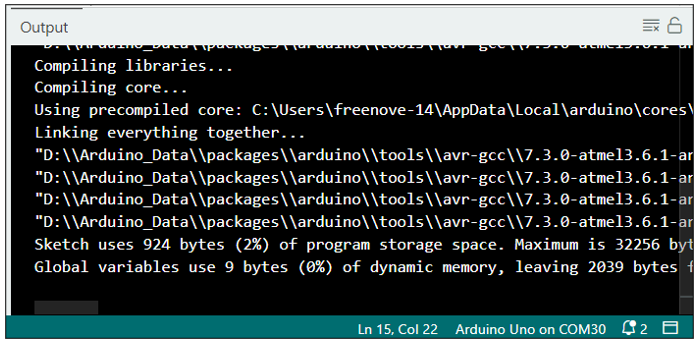 Output
"D:\\Arduino_Data\\packages\\arduino\\tools\\avr-gcc\\7.3.0-atmel3.6.1-ar
Compiling libraries...
Compiling core...
Using precompiled core: C:\Users\freenove-14\AppData\Local\arduino\cores\
Linking everything together...
"D:\\Arduino_Data\\packages\\arduino\\tools\\avr-gcc\\7.3.0-atmel3.6.1-ar
"D:\\Arduino_Data\\packages\\arduino\\tools\\avr-gcc\\7.3.0-atmel3.6.1-ar
"D:\\Arduino_Data\\packages\\arduino\\tools\\avr-gcc\\7.3.0-atmel3.6.1-ar
"D:\\Arduino_Data\\packages\\arduino\\tools\\avr-gcc\\7.3.0-atmel3.6.1-ar
Sketch uses 924 bytes (2%) of program storage space. Maximum is 32256 byt
Global variables use 9 bytes (0%) of dynamic memory, leaving 2039 bytes f
Ln 15, Col 22 Arduino Uno on COM30 2